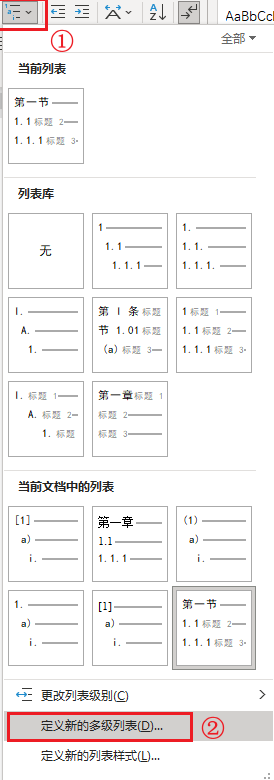 ①
AaBbCc
全部
当前列表
第一节
1.1 标题 2
1.1.1 标题 3
列表库
无
1
1.1
1.1.1
1.
1.1.
1.1.1.
I.
A.
1.
第 I 条 标题
节 1.01 标题
(a) 标题 3
1 标题 1
1.1 标题 2
1.1.1 标题 3
I. 标题 1
A. 标题 2
1. 标题
第一章 标题 1
标题 2
标题 3
当前文档中的列表
[1]
a)
i.
第一章
1.1
1.1.1
(1)
a)
i.
1.
a)
i.
[1]
a)
i.
第一节
1.1 标题 2
1.1.1 标题 3
更改列表级别(C)
定义新的多级列表(D)...
②
定义新的列表样式(L)...